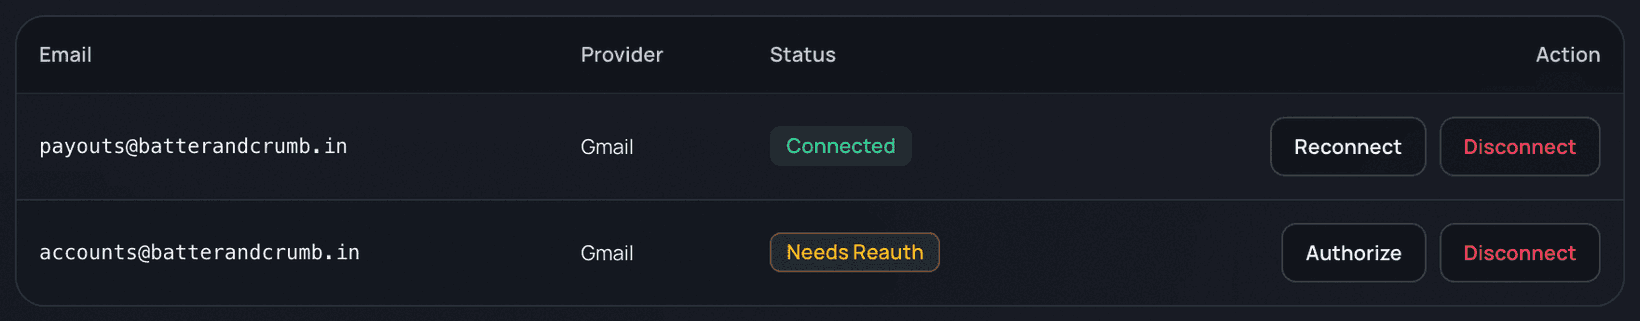 Email Provider Status Action
payouts@batterandcrumb.in Gmail Connected Reconnect Disconnect
accounts@batterandcrumb.in Gmail Needs Reauth Authorize Disconnect